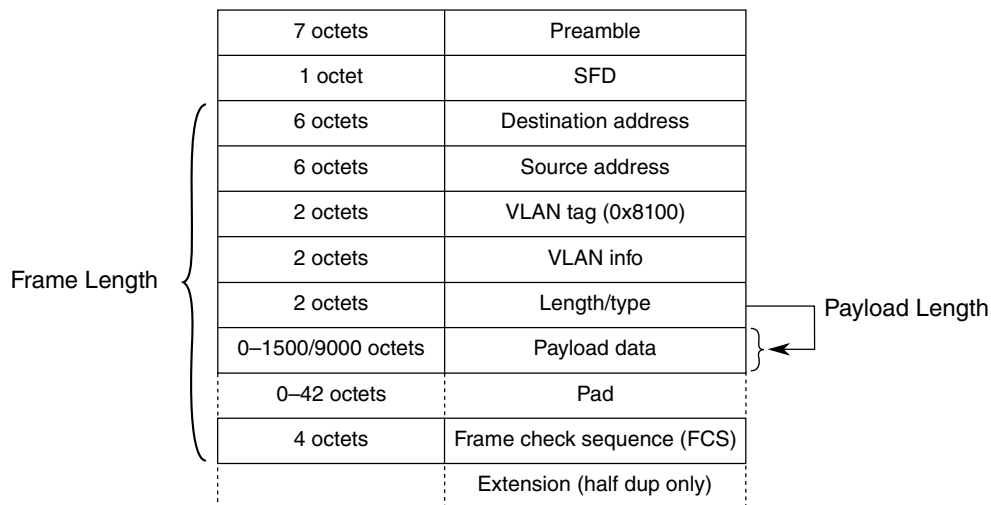 7 octets Preamble
1 octet SFD
6 octets Destination address
6 octets Source address
2 octets VLAN tag (0x8100)
2 octets VLAN info
Frame Length
2 octets Length/type
Payload Length
0–1500/9000 octets Payload data
0–42 octets Pad
4 octets Frame check sequence (FCS)
Extension (half dup only)